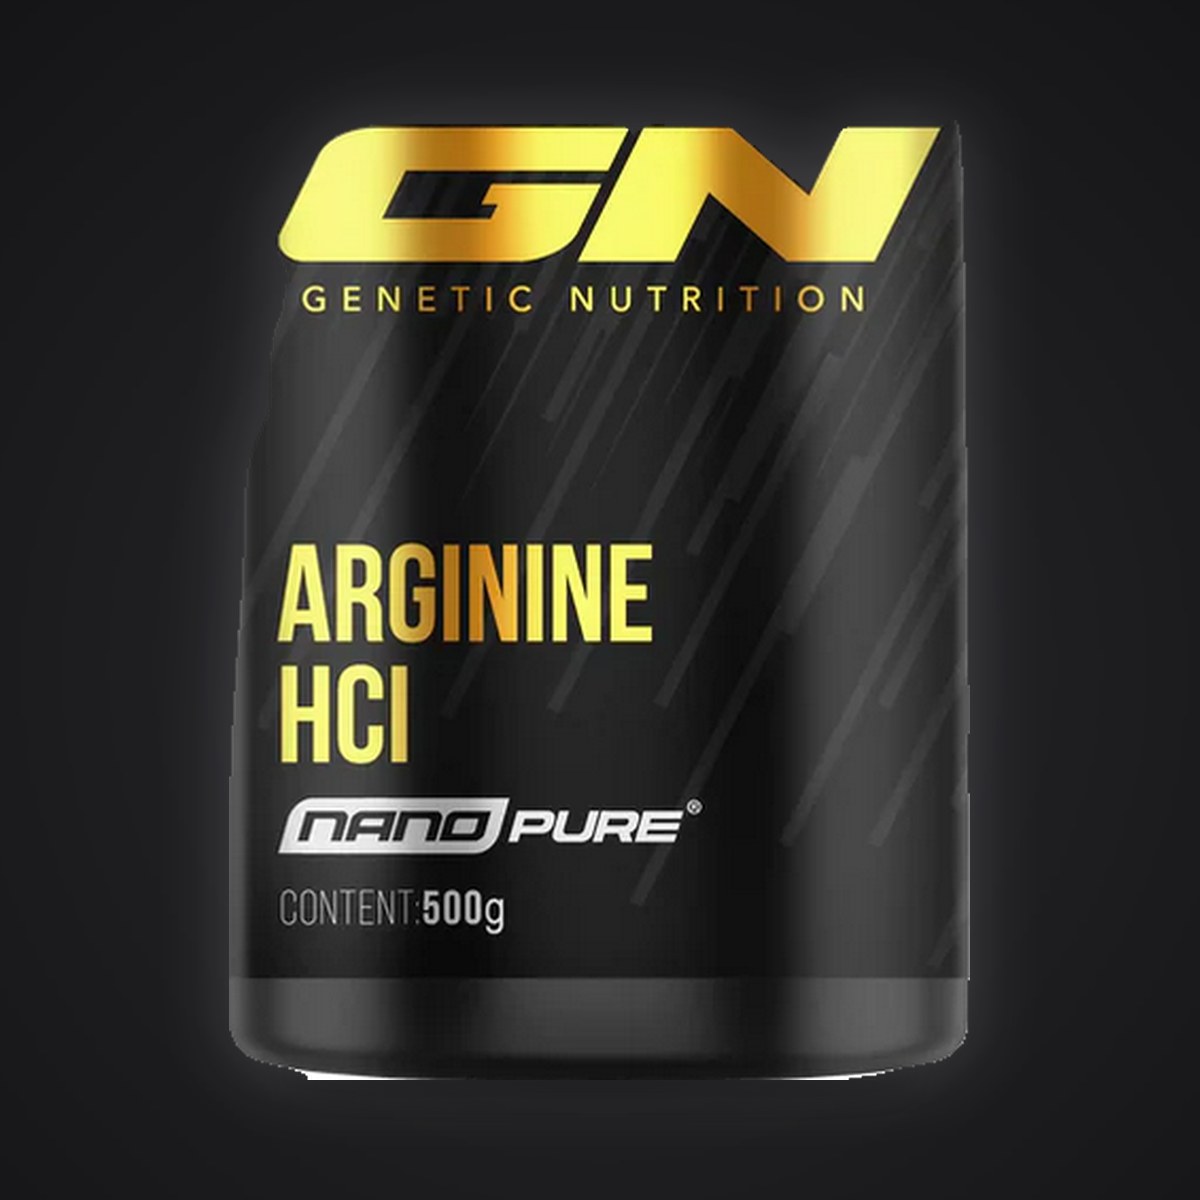 GN
GENETIC NUTRITION
ARGININE
HCl
NANO PURE®
CONTENT:500g